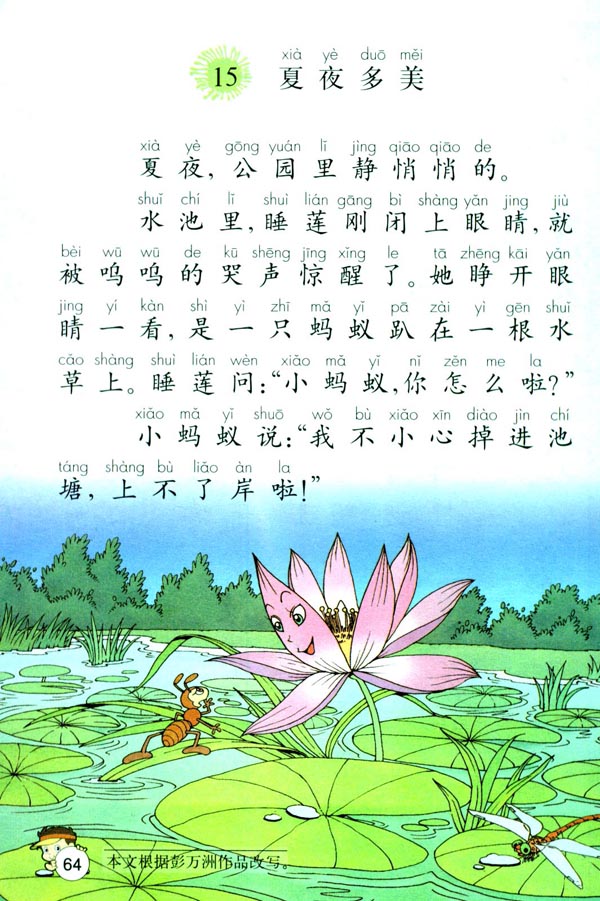 xià yè duō měi
15 夏夜多美
xià yè gōng yuán lǐ jìng qiāo qiāo de
夏夜,公园里静悄悄的。
shuǐ chí lǐ shuì lián gāng bì shàng yǎn jing jiù
水池里,睡莲刚闭上眼睛,就
bèi wū wū de kū shēng jīng xǐng le tā zhēng kāi yǎn
被呜呜的哭声惊醒了。她睁开眼
jing yí kàn shì yì zhī mǎ yǐ pā zài yì gēn shuǐ
睛一看,是一只蚂蚁趴在一根水
cǎo shàng shuì lián wèn xiǎo mǎ yǐ nǐ zěn me la
草上。睡莲问:“小蚂蚁,你怎么啦?”
xiǎo mǎ yǐ shuō wǒ bù xiǎo xīn diào jìn chí
小蚂蚁说:“我不小心掉进池
táng shàng bù liǎo àn la
塘,上不了岸啦!”
64 本文根据彭万洲作品改写。